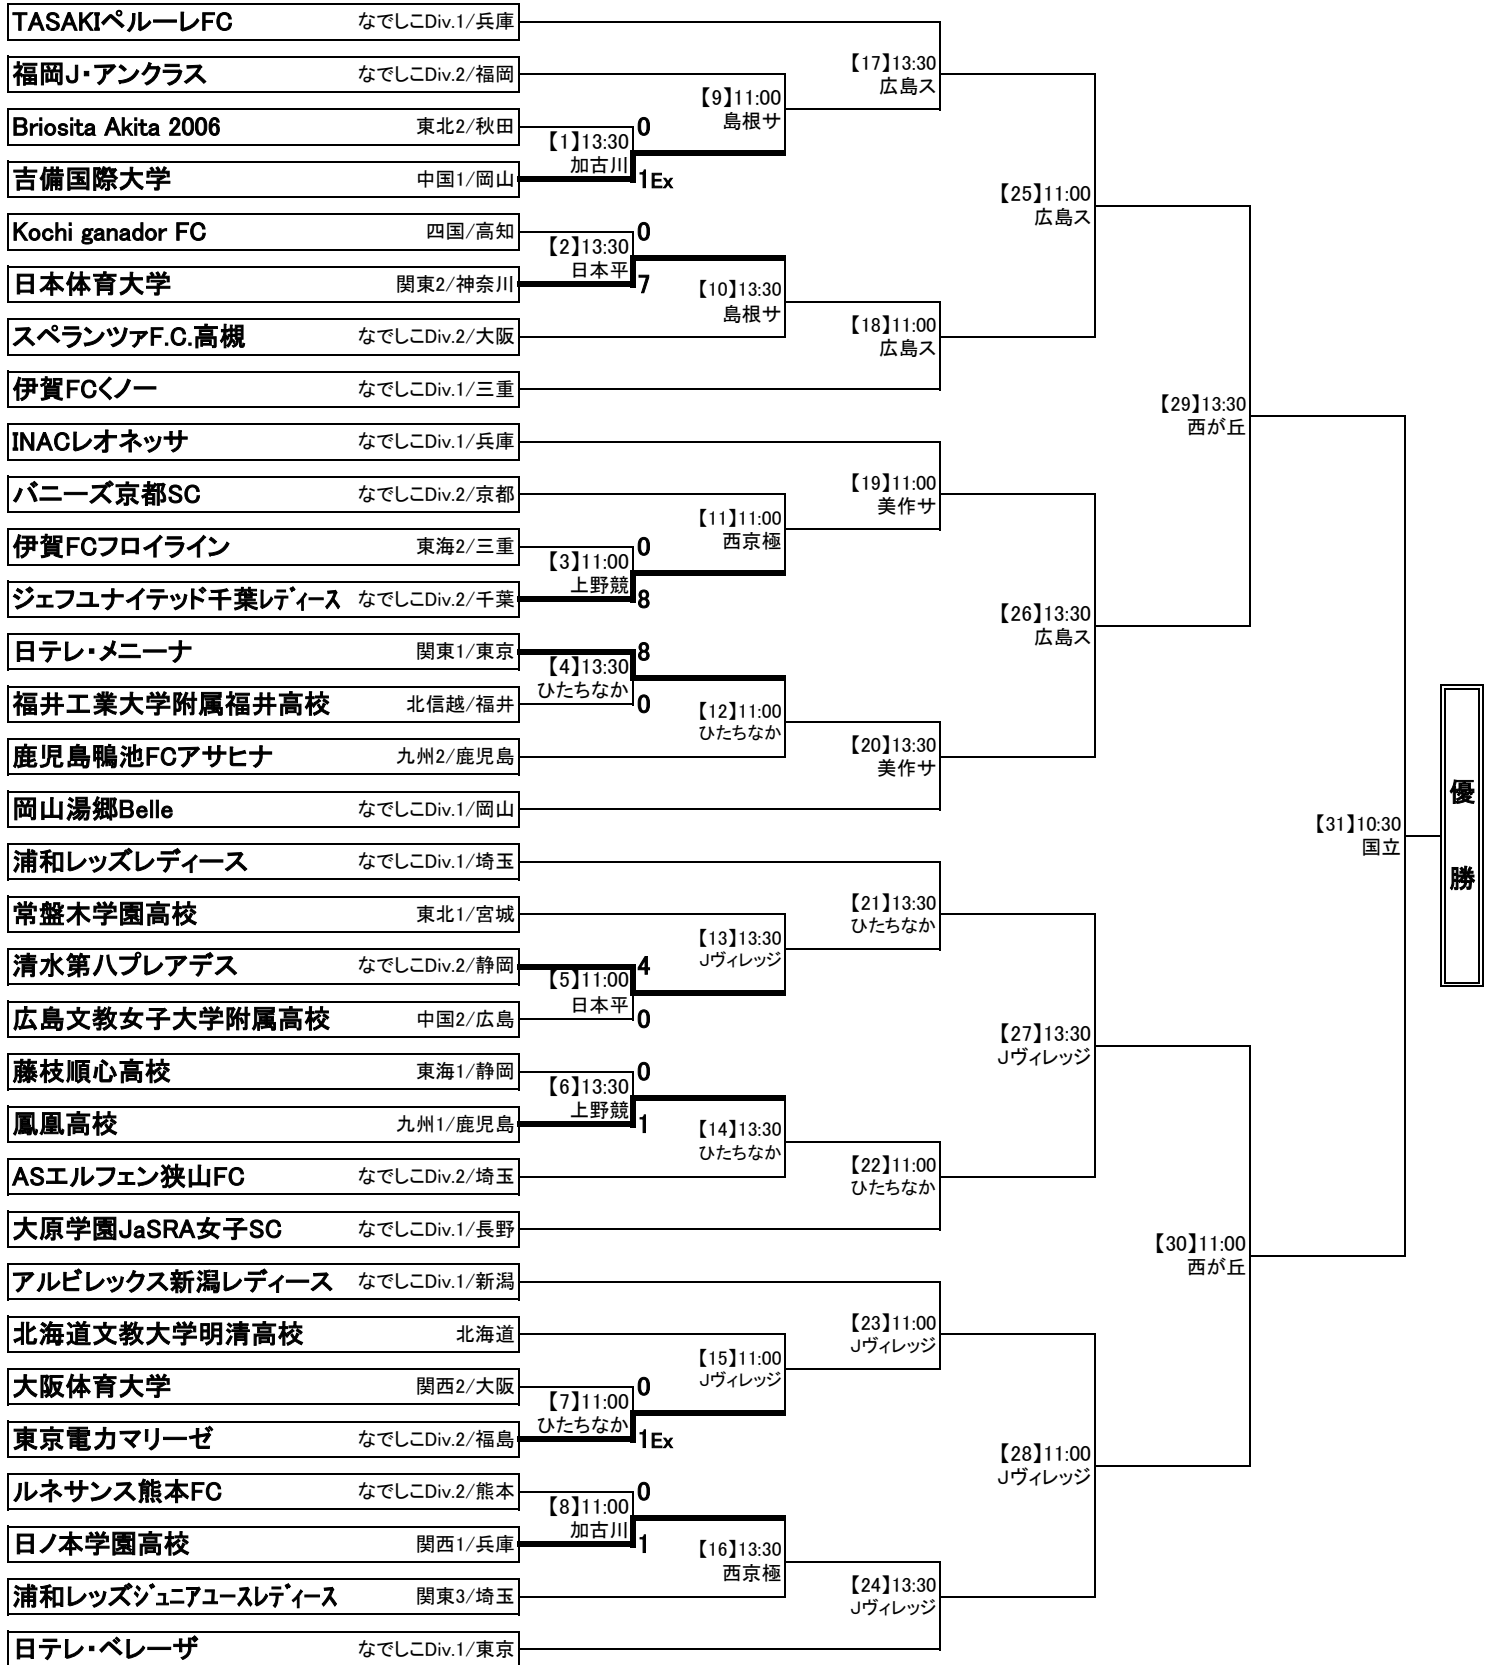 TASAKIペルーレFC なでしこDiv.1/兵庫
福岡J・アンクラス なでしこDiv.2/福岡
Briosita Akita 2006 東北2/秋田
吉備国際大学 中国1/岡山
Kochi ganador FC 四国/高知
日本体育大学 関東2/神奈川
スペランツァF.C.高槻 なでしこDiv.2/大阪
伊賀FCくノー なでしこDiv.1/三重
INACレオネッサ なでしこDiv.1/兵庫
バニーズ京都SC なでしこDiv.2/京都
伊賀FCフロイライン 東海2/三重
ジェフユナイテッド千葉レディース なでしこDiv.2/千葉
日テレ・メニーナ 関東1/東京
福井工業大学附属福井高校 北信越/福井
鹿児島鴨池FCアサヒナ 九州2/鹿児島
岡山湯郷Belle なでしこDiv.1/岡山
浦和レッズレディース なでしこDiv.1/埼玉
常盤木学園高校 東北1/宮城
清水第八プレアデス なでしこDiv.2/静岡
広島文教女子大学附属高校 中国2/広島
藤枝順心高校 東海1/静岡
鳳凰高校 九州1/鹿児島
ASエルフェン狭山FC なでしこDiv.2/埼玉
大原学園JaSRA女子SC なでしこDiv.1/長野
アルビレックス新潟レディース なでしこDiv.1/新潟
北海道文教大学明清高校 北海道
大阪体育大学 関西2/大阪
東京電力マリーゼ なでしこDiv.2/福島
ルネサンス熊本FC なでしこDiv.2/熊本
日ノ本学園高校 関西1/兵庫
浦和レッズジュニアユースレディース 関東3/埼玉
日テレ・ベレーザ なでしこDiv.1/東京
0
【1】13:30
加古川
1Ex
0
【2】13:30
日本平
7
0
【3】11:00
上野競
8
8
【4】13:30
ひたちなか
0
4
【5】11:00
日本平
0
0
【6】13:30
上野競
1
0
【7】11:00
ひたちなか
1Ex
0
【8】11:00
加古川
1
【9】11:00
島根サ
【10】13:30
島根サ
【11】11:00
西京極
【12】11:00
ひたちなか
【13】13:30
Jヴィレッジ
【14】13:30
ひたちなか
【15】11:00
Jヴィレッジ
【16】13:30
西京極
【17】13:30
広島ス
【18】11:00
広島ス
【19】11:00
美作サ
【20】13:30
美作サ
【21】13:30
ひたちなか
【22】11:00
ひたちなか
【23】11:00
Jヴィレッジ
【24】13:30
Jヴィレッジ
【25】11:00
広島ス
【26】13:30
広島ス
【27】13:30
Jヴィレッジ
【28】11:00
Jヴィレッジ
【29】13:30
西が丘
【30】11:00
西が丘
【31】10:30
国立
優勝